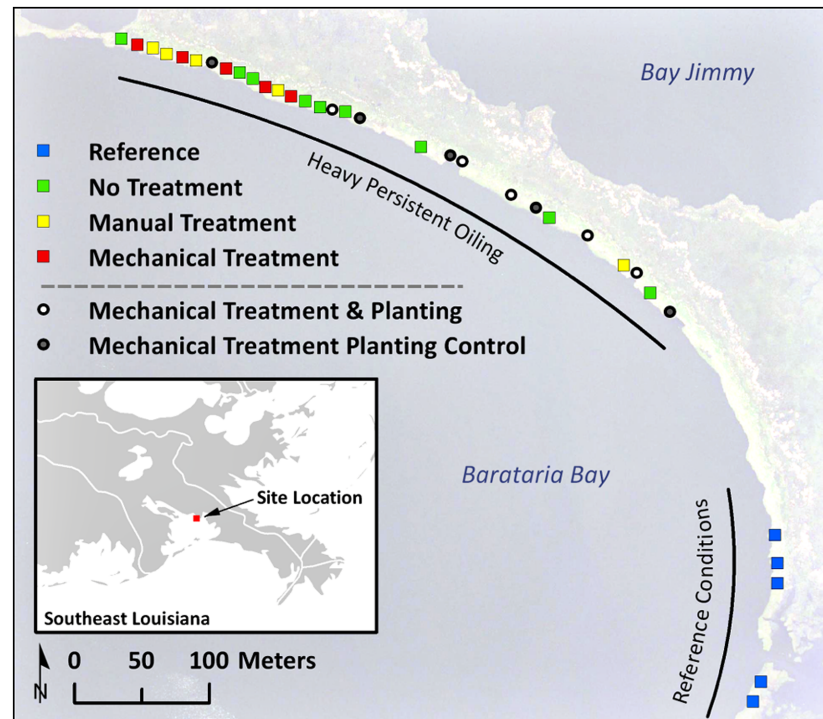 Bay Jimmy
Heavy Persistent Oiling
Reference
No Treatment
Manual Treatment
Mechanical Treatment
Mechanical Treatment & Planting
Mechanical Treatment Planting Control
Barataria Bay
Site Location
Southeast Louisiana
Reference Conditions
N
0 50 100 Meters